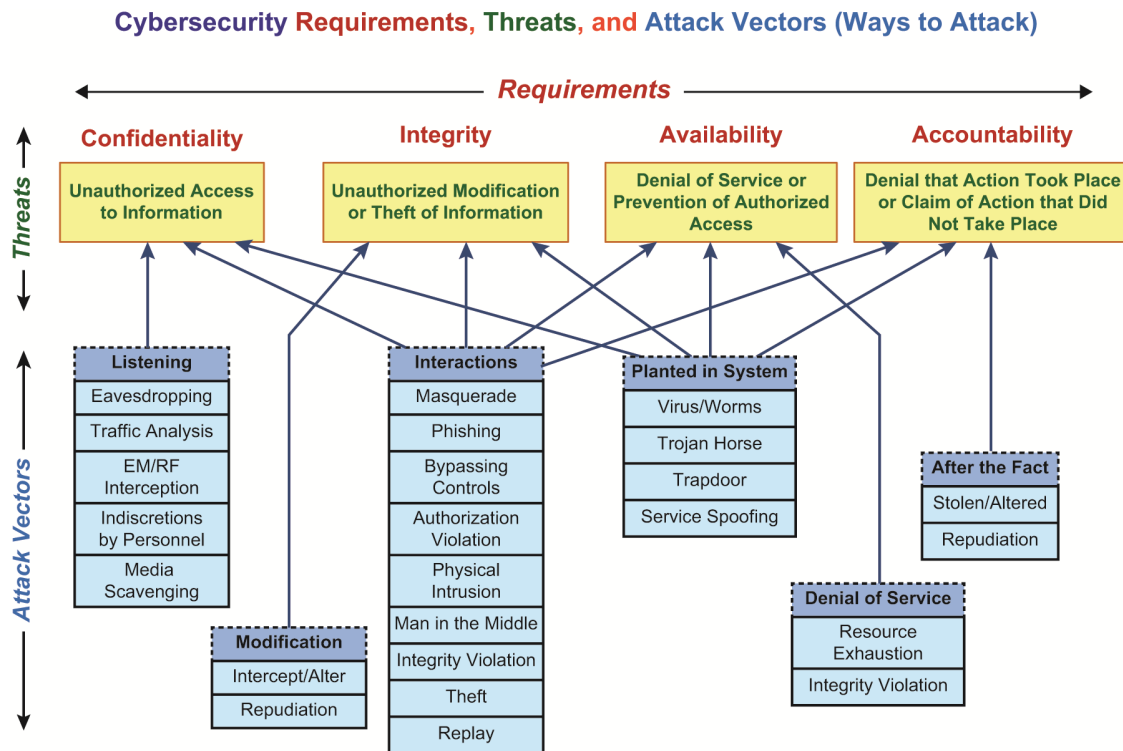 Cybersecurity Requirements, Threats, and Attack Vectors (Ways to Attack)
Requirements
Threats
Attack Vectors
Confidentiality
Integrity
Availability
Accountability
Unauthorized Access
to Information
Unauthorized Modification
or Theft of Information
Denial of Service or
Prevention of Authorized
Access
Denial that Action Took Place
or Claim of Action that Did
Not Take Place
Listening
Eavesdropping
Traffic Analysis
EM/RF
Interception
Indiscretions
by Personnel
Media
Scavenging
Modification
Intercept/Alter
Repudiation
Interactions
Masquerade
Phishing
Bypassing
Controls
Authorization
Violation
Physical
Intrusion
Man in the Middle
Integrity Violation
Theft
Replay
Planted in System
Virus/Worms
Trojan Horse
Trapdoor
Service Spoofing
Denial of Service
Resource
Exhaustion
Integrity Violation
After the Fact
Stolen/Altered
Repudiation